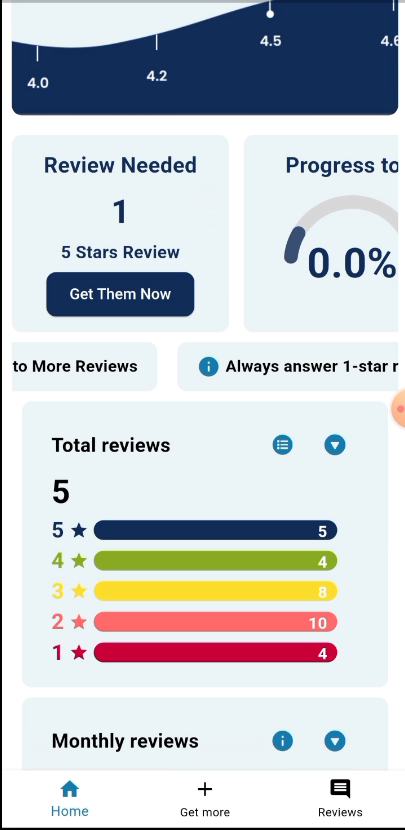 4.0
4.2
4.5
4.6
Review Needed
1
5 Stars Review
Get Them Now
Progress to
0.0%
to More Reviews
Always answer 1-star r
Total reviews
5
5 5
4 4
3 8
2 10
1 4
Monthly reviews
Home
Get more
Reviews